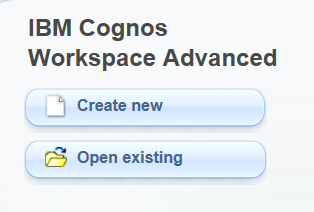 IBM Cognos
Workspace Advanced
Create new
Open existing